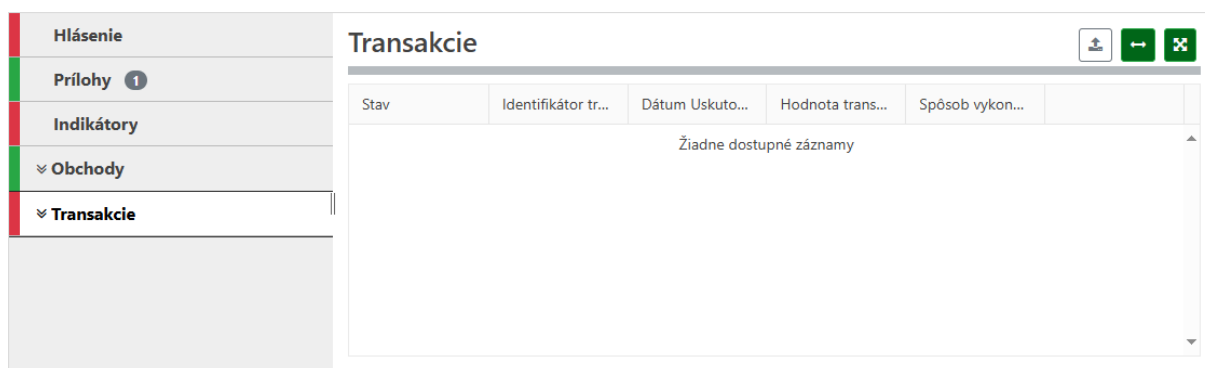 Hlásenie
Prílohy 1
Indikátory
Obchody
Transakcie
Transakcie
Stav Identifikátor tr... Dátum Uskuto... Hodnota trans... Spôsob vykon...
Žiadne dostupné záznamy